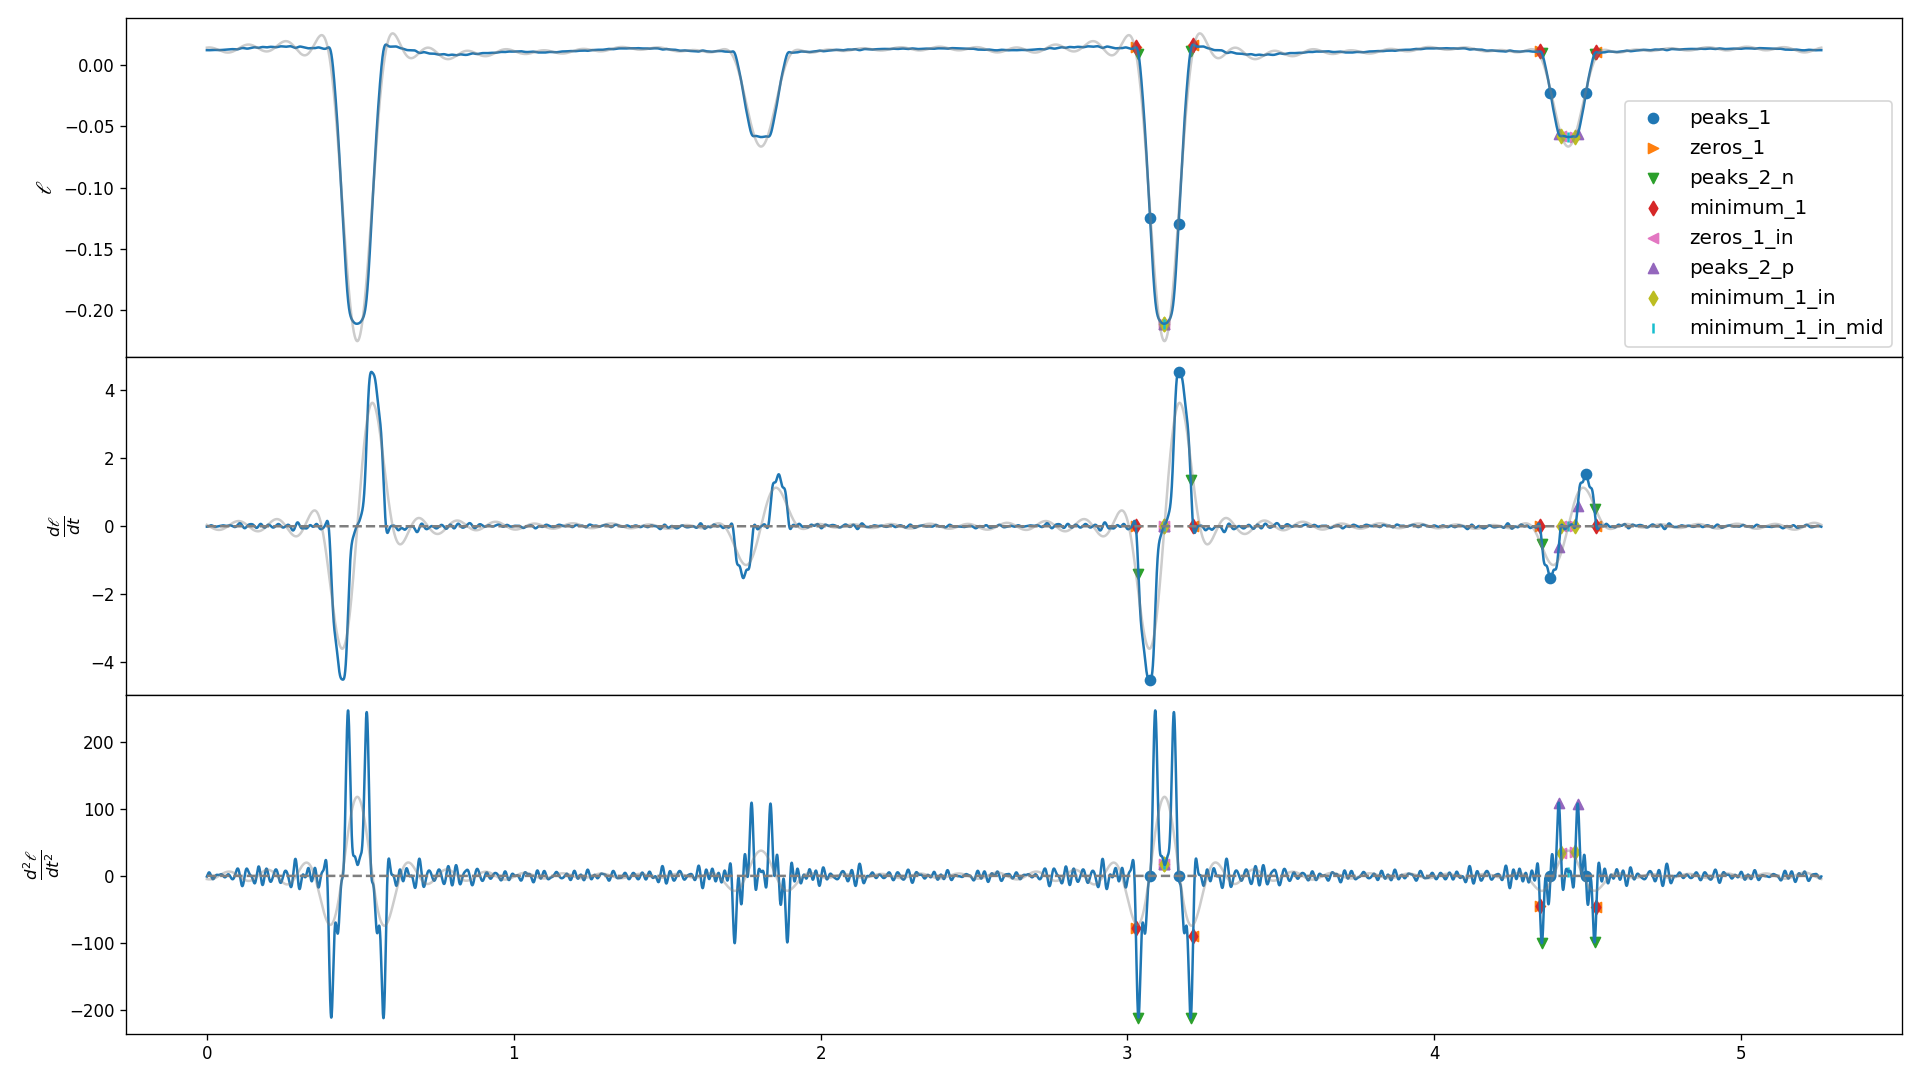 0.00
−0.05
−0.10
−0.15
−0.20
ℓ
peaks_1
zeros_1
peaks_2_n
minimum_1
zeros_1_in
peaks_2_p
minimum_1_in
minimum_1_in_mid
4
2
0
−2
−4
dℓ
dt
200
100
0
−100
−200
d²ℓ
dt²
0 1 2 3 4 5